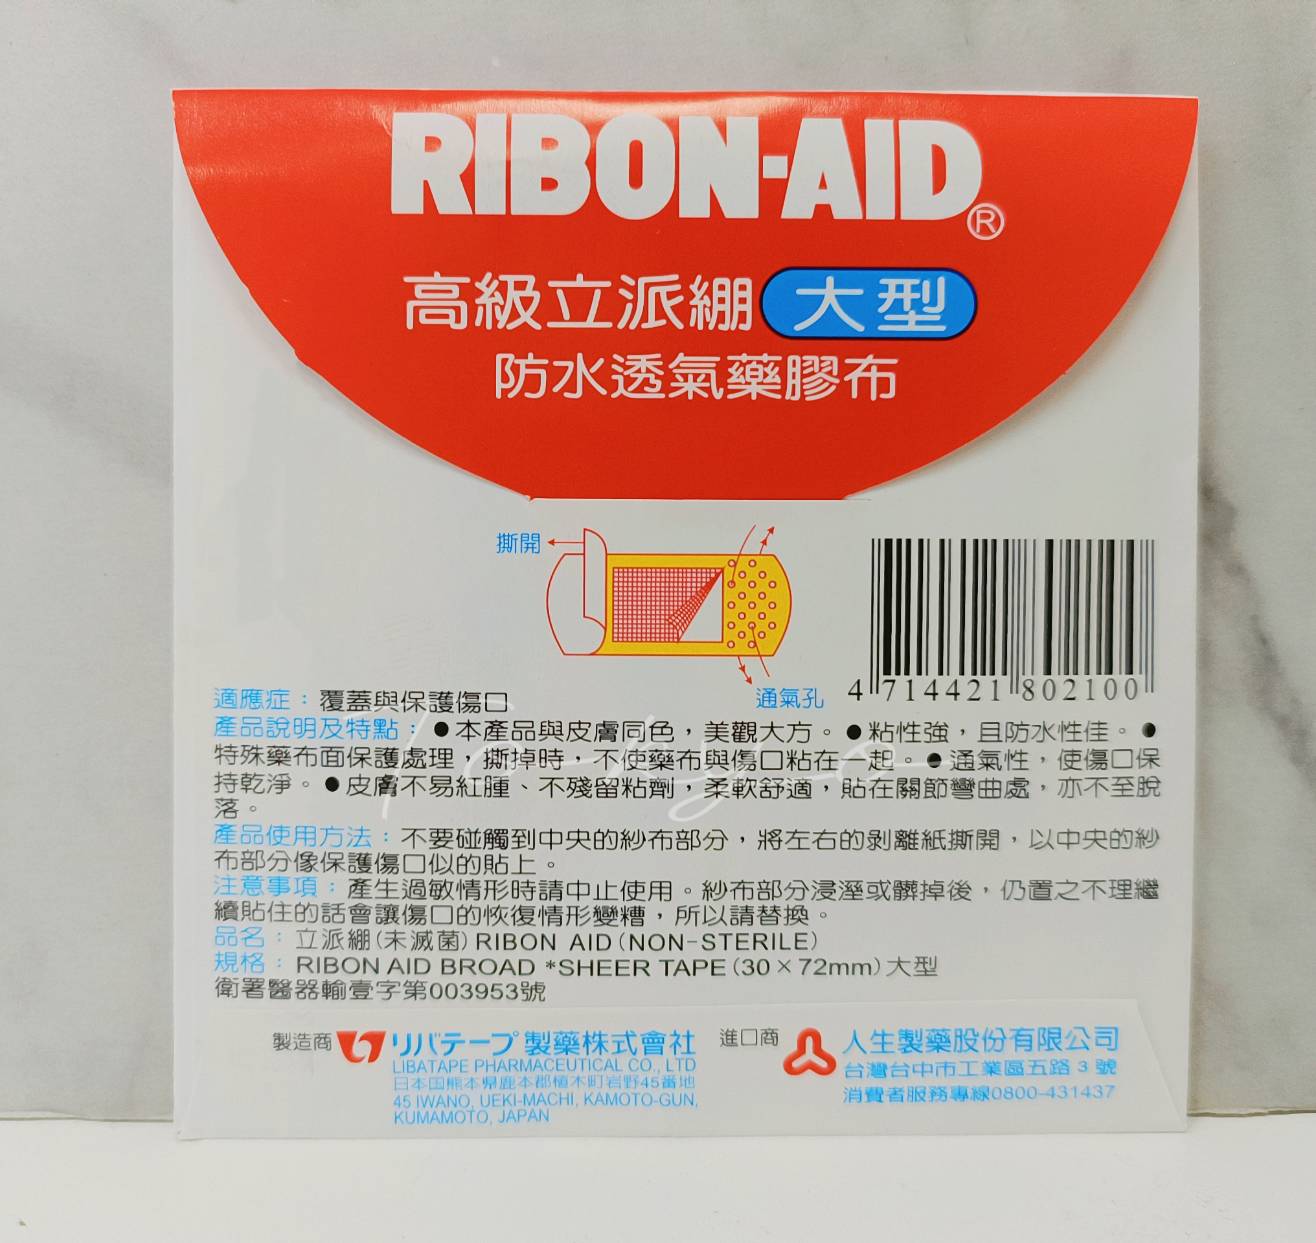 RIBON-AID®
高級立派綳 大型
防水透氣藥膠布
撕開
通氣孔
4 714421 802100
適應症：覆蓋與保護傷口
產品說明及特點：●本產品與皮膚同色，美觀大方。●粘性強，且防水性佳。●
特殊藥布面保護處理，撕掉時，不使藥布與傷口粘在一起。●通氣性，使傷口保
持乾淨。●皮膚不易紅腫、不殘留粘劑，柔軟舒適，貼在關節彎曲處，亦不至脫
落。
產品使用方法：不要碰觸到中央的紗布部分，將左右的剝離紙撕開，以中央的紗
布部分像保護傷口似的貼上。
注意事項：產生過敏情形時請中止使用。紗布部分浸溼或髒掉後，仍置之不理繼
續貼住的話會讓傷口的恢復情形變糟，所以請替換。
品名：立派綳(未滅菌)RIBON AID(NON-STERILE)
規格：RIBON AID BROAD *SHEER TAPE(30×72mm)大型
衛署醫器輸壹字第003953號
製造商 リバテープ製藥株式會社
LIBATAPE PHARMACEUTICAL CO., LTD
日本国熊本県鹿本郡植木町岩野45番地
45 IWANO, UEKI-MACHI, KAMOTO-GUN,
KUMAMOTO, JAPAN
進口商 人生製藥股份有限公司
台灣台中市工業區五路3號
消費者服務專線0800-431437